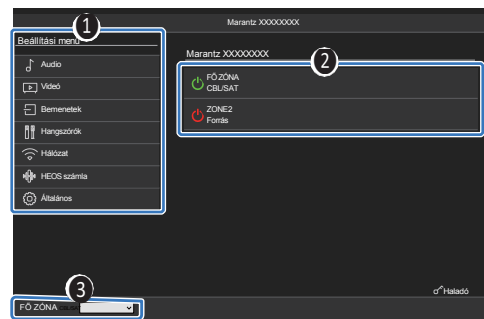 Marantz XXXXXXXX
1
Beállítási menü
Audio
Videó
Bemenetek
Hangszórók
Hálózat
HEOS számla
Általános
Marantz XXXXXXXX
2
FŐ ZÓNA
CBL/SAT
ZONE2
Forrás
Haladó
3
FŐ ZÓNA